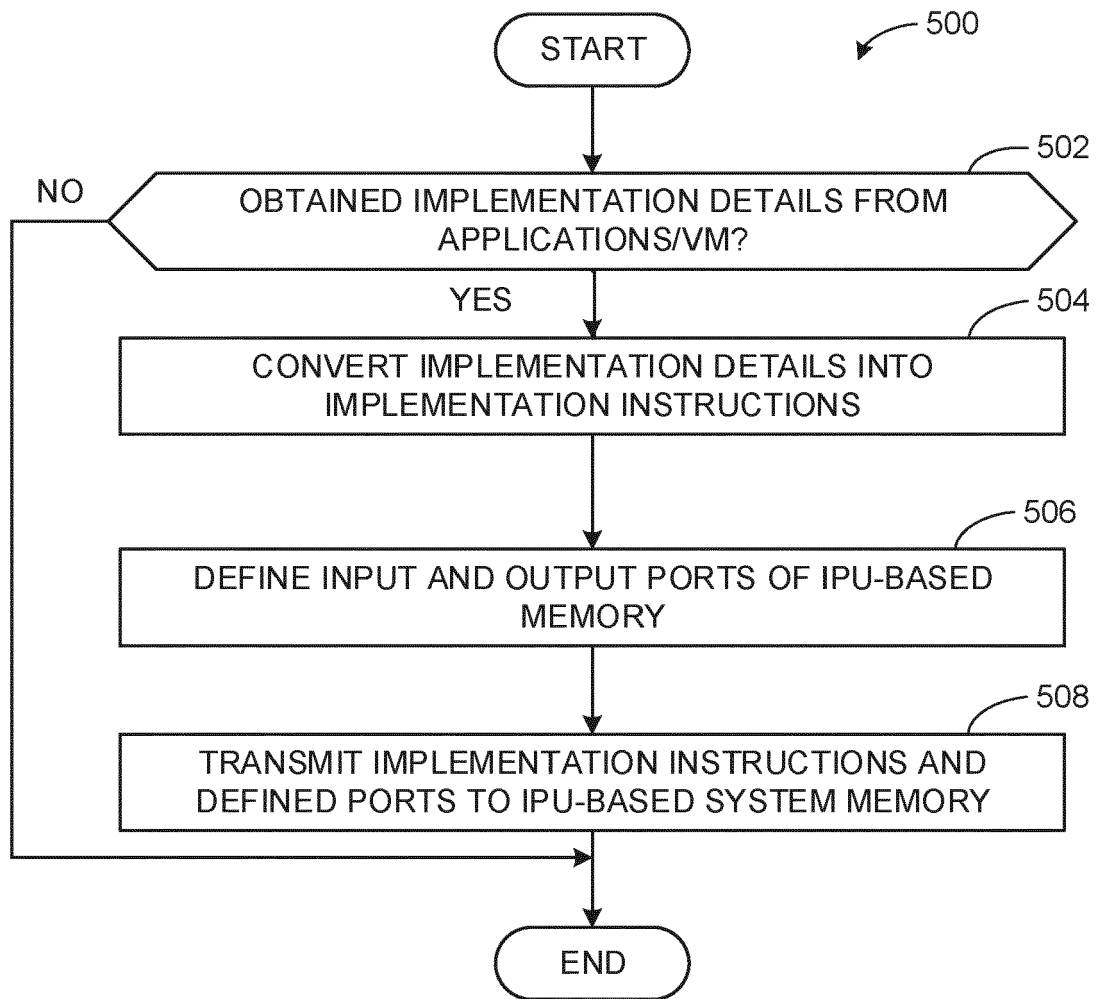 START
500
502
NO
OBTAINED IMPLEMENTATION DETAILS FROM
APPLICATIONS/VM?
YES
504
CONVERT IMPLEMENTATION DETAILS INTO
IMPLEMENTATION INSTRUCTIONS
506
DEFINE INPUT AND OUTPUT PORTS OF IPU-BASED
MEMORY
508
TRANSMIT IMPLEMENTATION INSTRUCTIONS AND
DEFINED PORTS TO IPU-BASED SYSTEM MEMORY
END